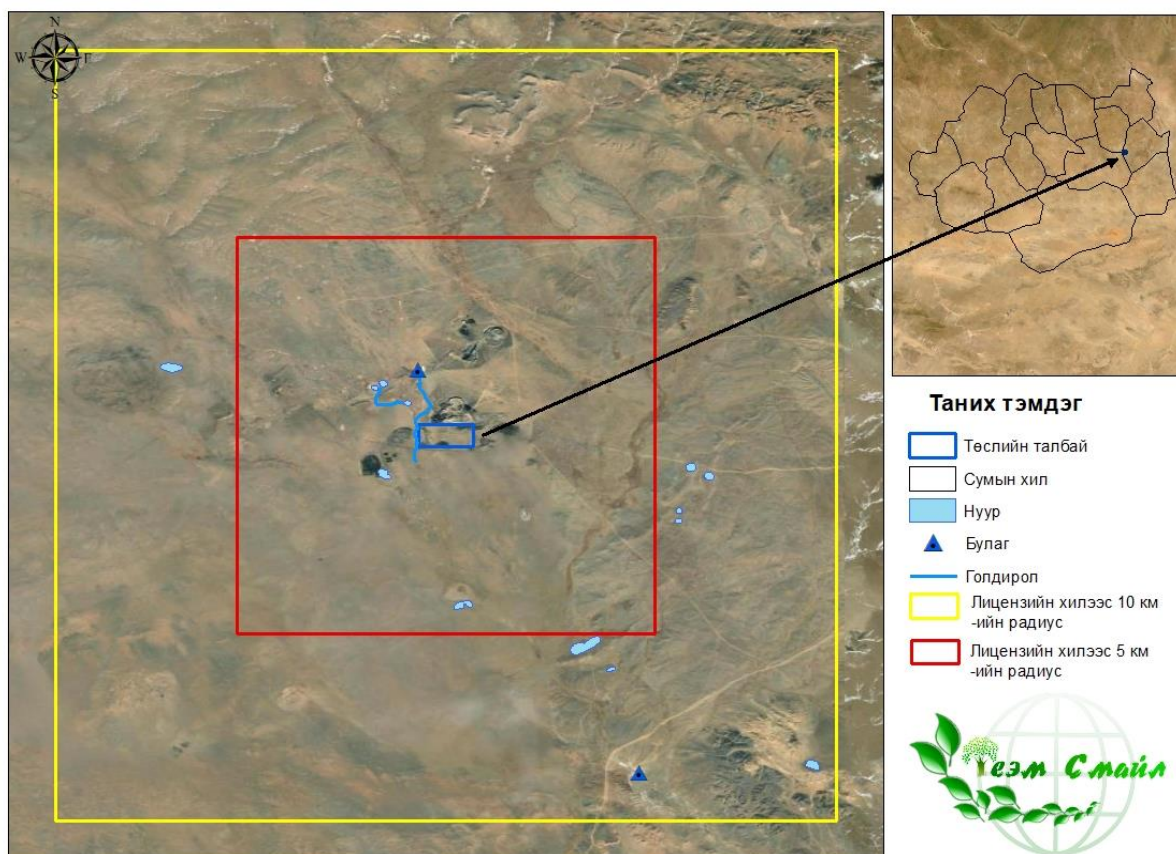 N
W E
S
Таних тэмдэг
Төслийн талбай
Сумын хил
Нуур
Булаг
Голдирол
Лицензийн хилээс 10 км
-ийн радиус
Лицензийн хилээс 5 км
-ийн радиус
Теэм Смайл